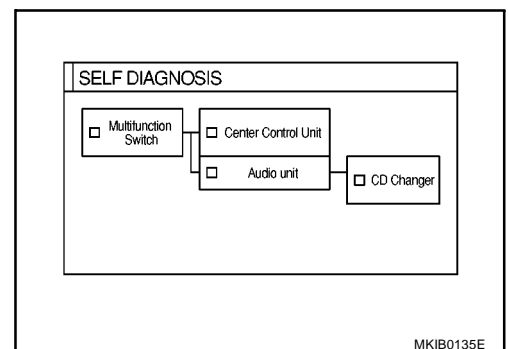 SELF DIAGNOSIS
Multifunction
Switch
Center Control Unit
Audio unit
CD Changer
MKIB0135E